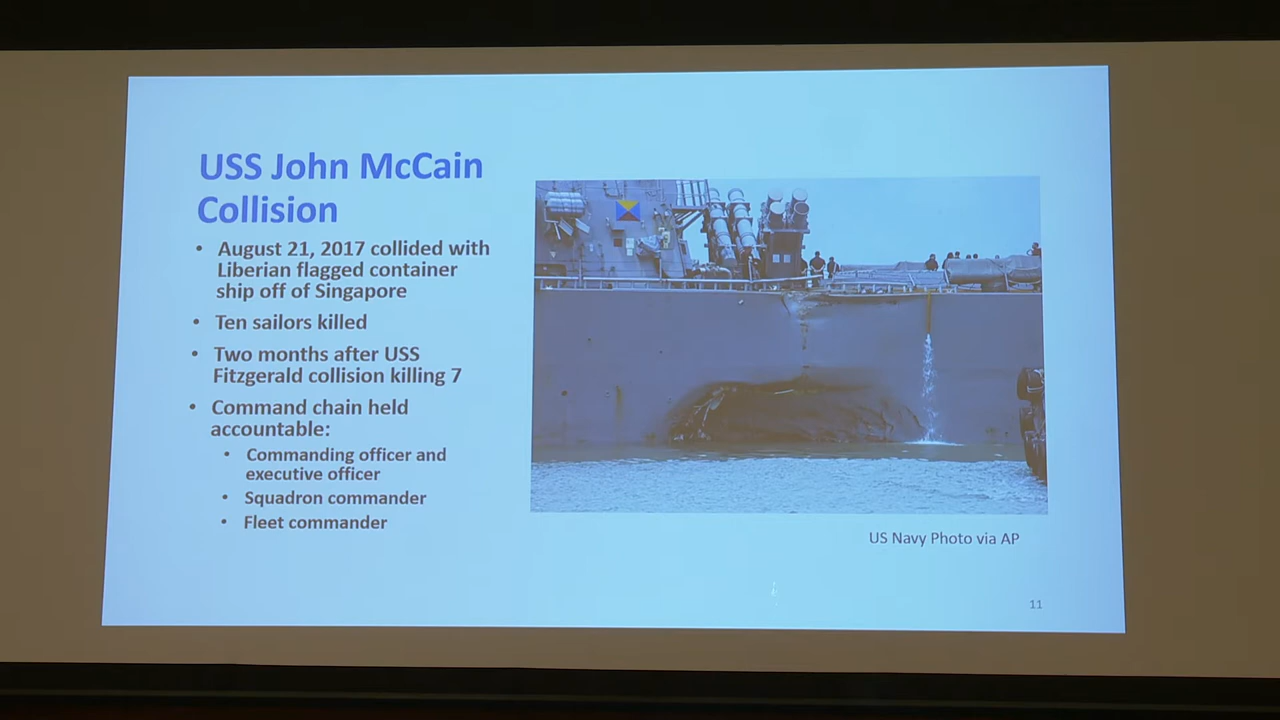 USS John McCain
Collision
• August 21, 2017 collided with
Liberian flagged container
ship off of Singapore
• Ten sailors killed
• Two months after USS
Fitzgerald collision killing 7
• Command chain held
accountable:
• Commanding officer and
executive officer
• Squadron commander
• Fleet commander
US Navy Photo via AP
11